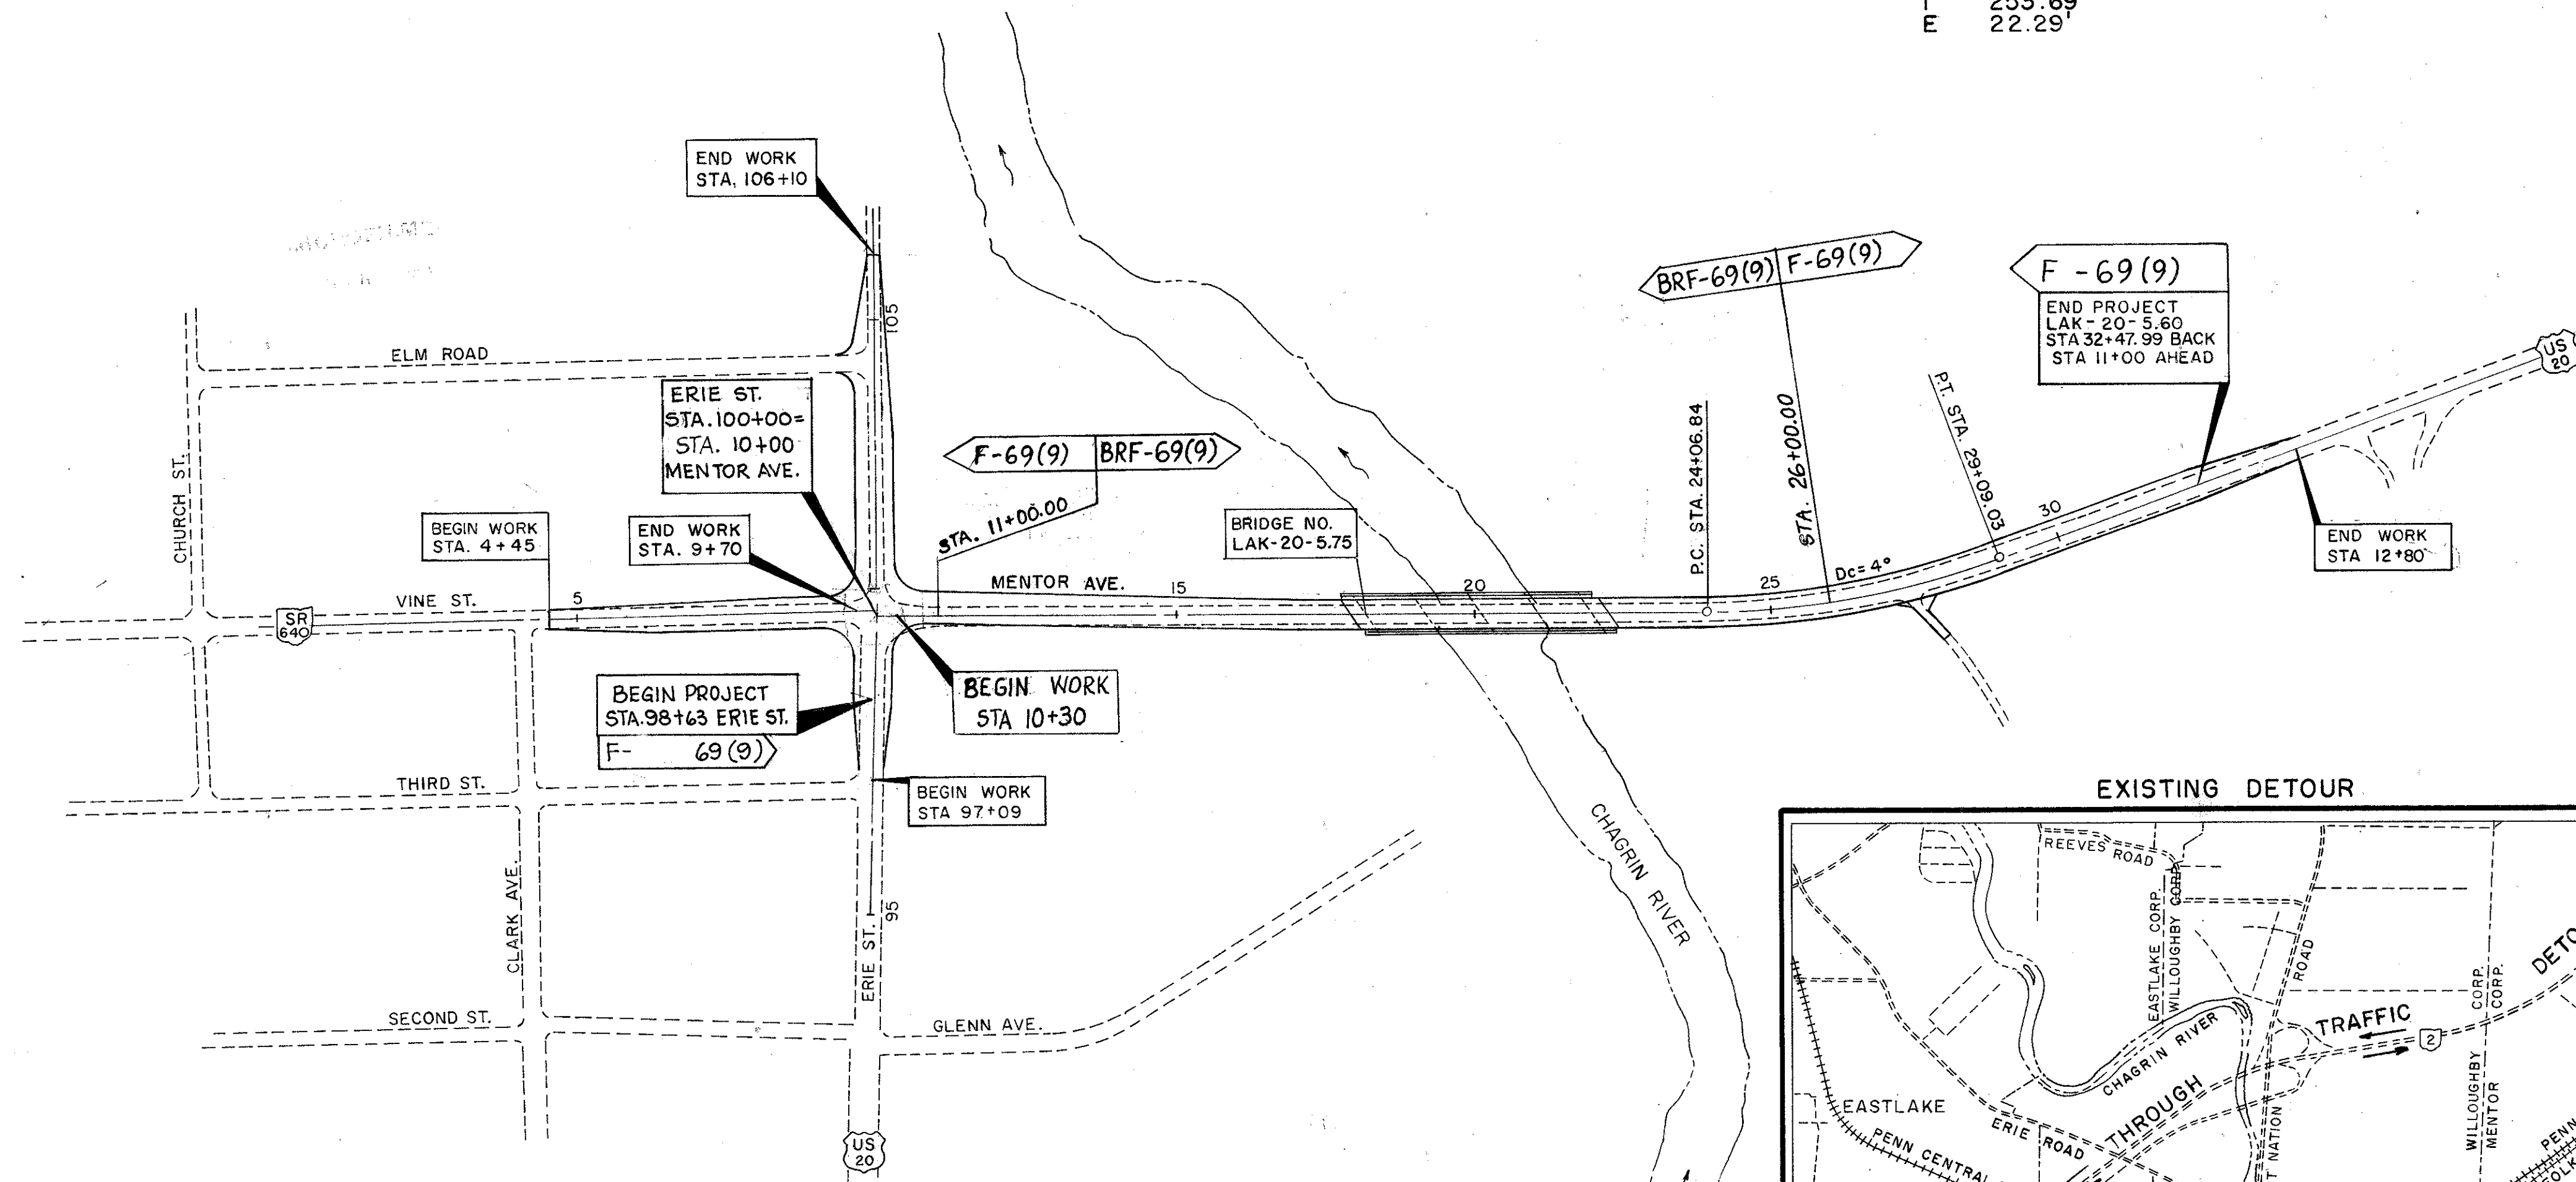 T 253.69'
E 22.29'
END WORK
STA. 106+10
105
ELM ROAD
CHURCH ST.
ERIE ST.
STA.100+00=
STA. 10+00
MENTOR AVE.
F-69(9) BRF-69(9)
STA. 11+00.00
BEGIN WORK
STA. 4+45
END WORK
STA. 9+70
BRIDGE NO.
LAK-20-5.75
BRF-69(9) F-69(9)
STA. 26+00.00
F -69(9)
END PROJECT
LAK-20-5.60
STA 32+47.99 BACK
STA 11+00 AHEAD
US
20
P.C. STA. 24+06.84
P.T. STA. 29+09.03
30
END WORK
STA 12+80
SR
640
VINE ST.
5
MENTOR AVE.
15
20
25
Dc=4°
BEGIN PROJECT
STA.98+63 ERIE ST.
F- 69(9)
BEGIN WORK
STA 10+30
THIRD ST.
BEGIN WORK
STA 97+09
CLARK AVE.
ERIE ST.
95
SECOND ST.
GLENN AVE.
US
20
CHAGRIN RIVER
EXISTING DETOUR
REEVES ROAD
EASTLAKE CORP.
WILLOUGHBY CORP.
ROAD
CORP.
CORP.
DETO
TRAFFIC
2
CHAGRIN RIVER
THROUGH
EASTLAKE
ERIE ROAD
PENN CENTRAL
T NATION
WILLOUGHBY
MENTOR
PENN
OLK